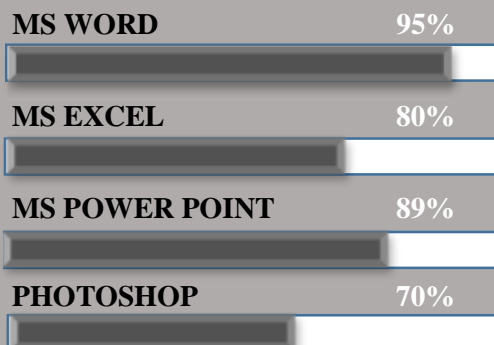 MS WORD 95%
MS EXCEL 80%
MS POWER POINT 89%
PHOTOSHOP 70%